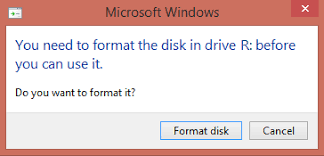 Microsoft Windows
You need to format the disk in drive R: before
you can use it.
Do you want to format it?
Format disk
Cancel